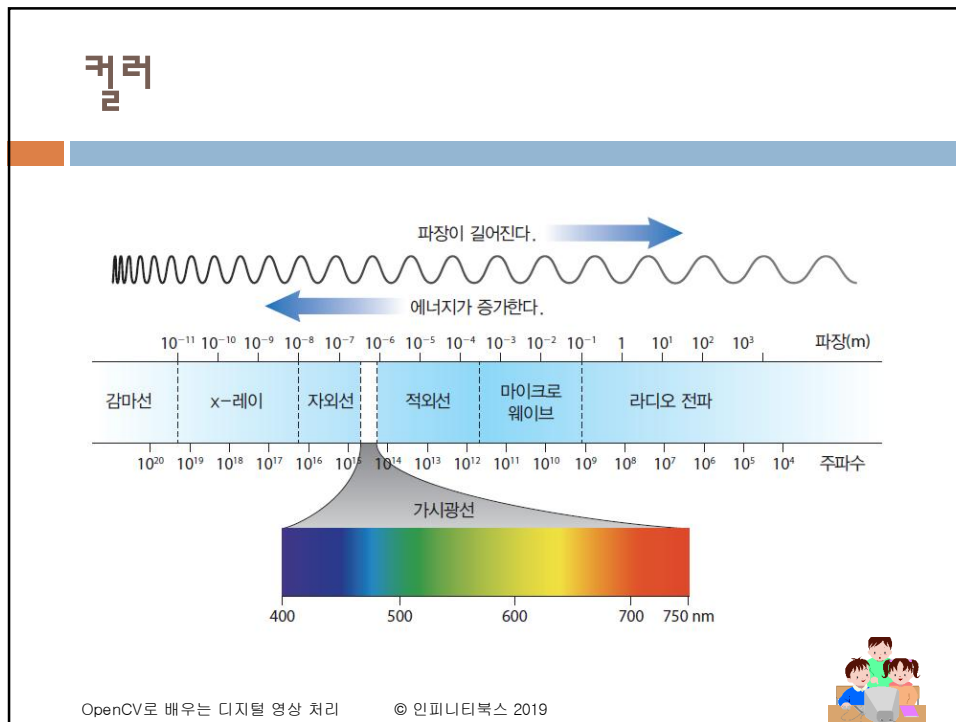 컬러
파장이 길어진다.
에너지가 증가한다.
10⁻¹¹ 10⁻¹⁰ 10⁻⁹ 10⁻⁸ 10⁻⁷ 10⁻⁶ 10⁻⁵ 10⁻⁴ 10⁻³ 10⁻² 10⁻¹ 1 10¹ 10² 10³ 파장(m)
감마선 x-레이 자외선 적외선 마이크로 라디오 전파
웨이브
10²⁰ 10¹⁹ 10¹⁸ 10¹⁷ 10¹⁶ 10¹⁵ 10¹⁴ 10¹³ 10¹² 10¹¹ 10¹⁰ 10⁹ 10⁸ 10⁷ 10⁶ 10⁵ 10⁴ 주파수
가시광선
400 500 600 700 750 nm
OpenCV로 배우는 디지털 영상 처리 © 인피니티북스 2019